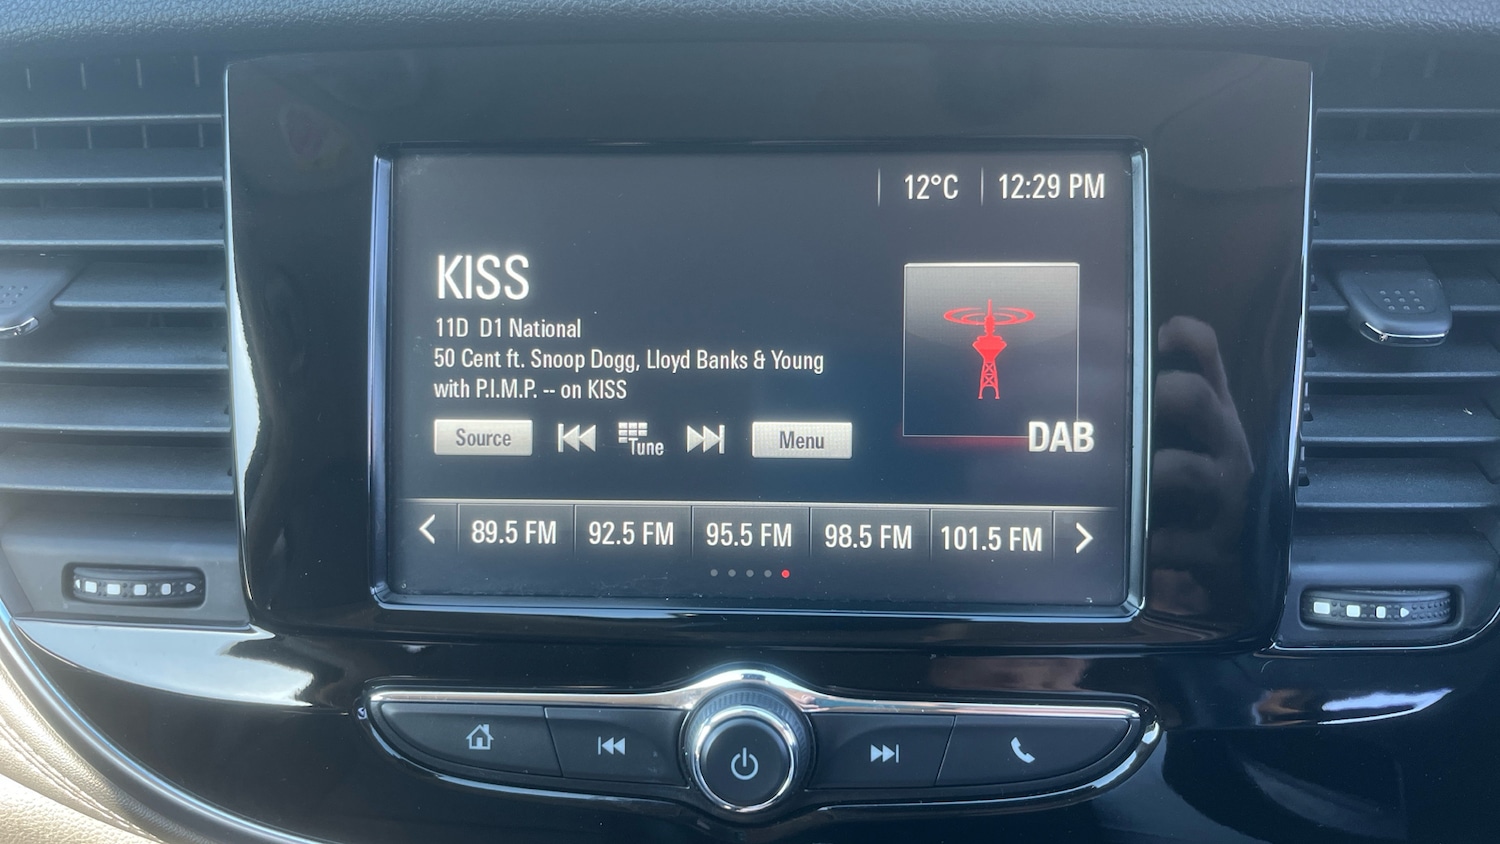 12°C 12:29 PM
KISS
11D D1 National
50 Cent ft. Snoop Dogg, Lloyd Banks & Young
with P.I.M.P. -- on KISS
Source Tune Menu
DAB
89.5 FM 92.5 FM 95.5 FM 98.5 FM 101.5 FM